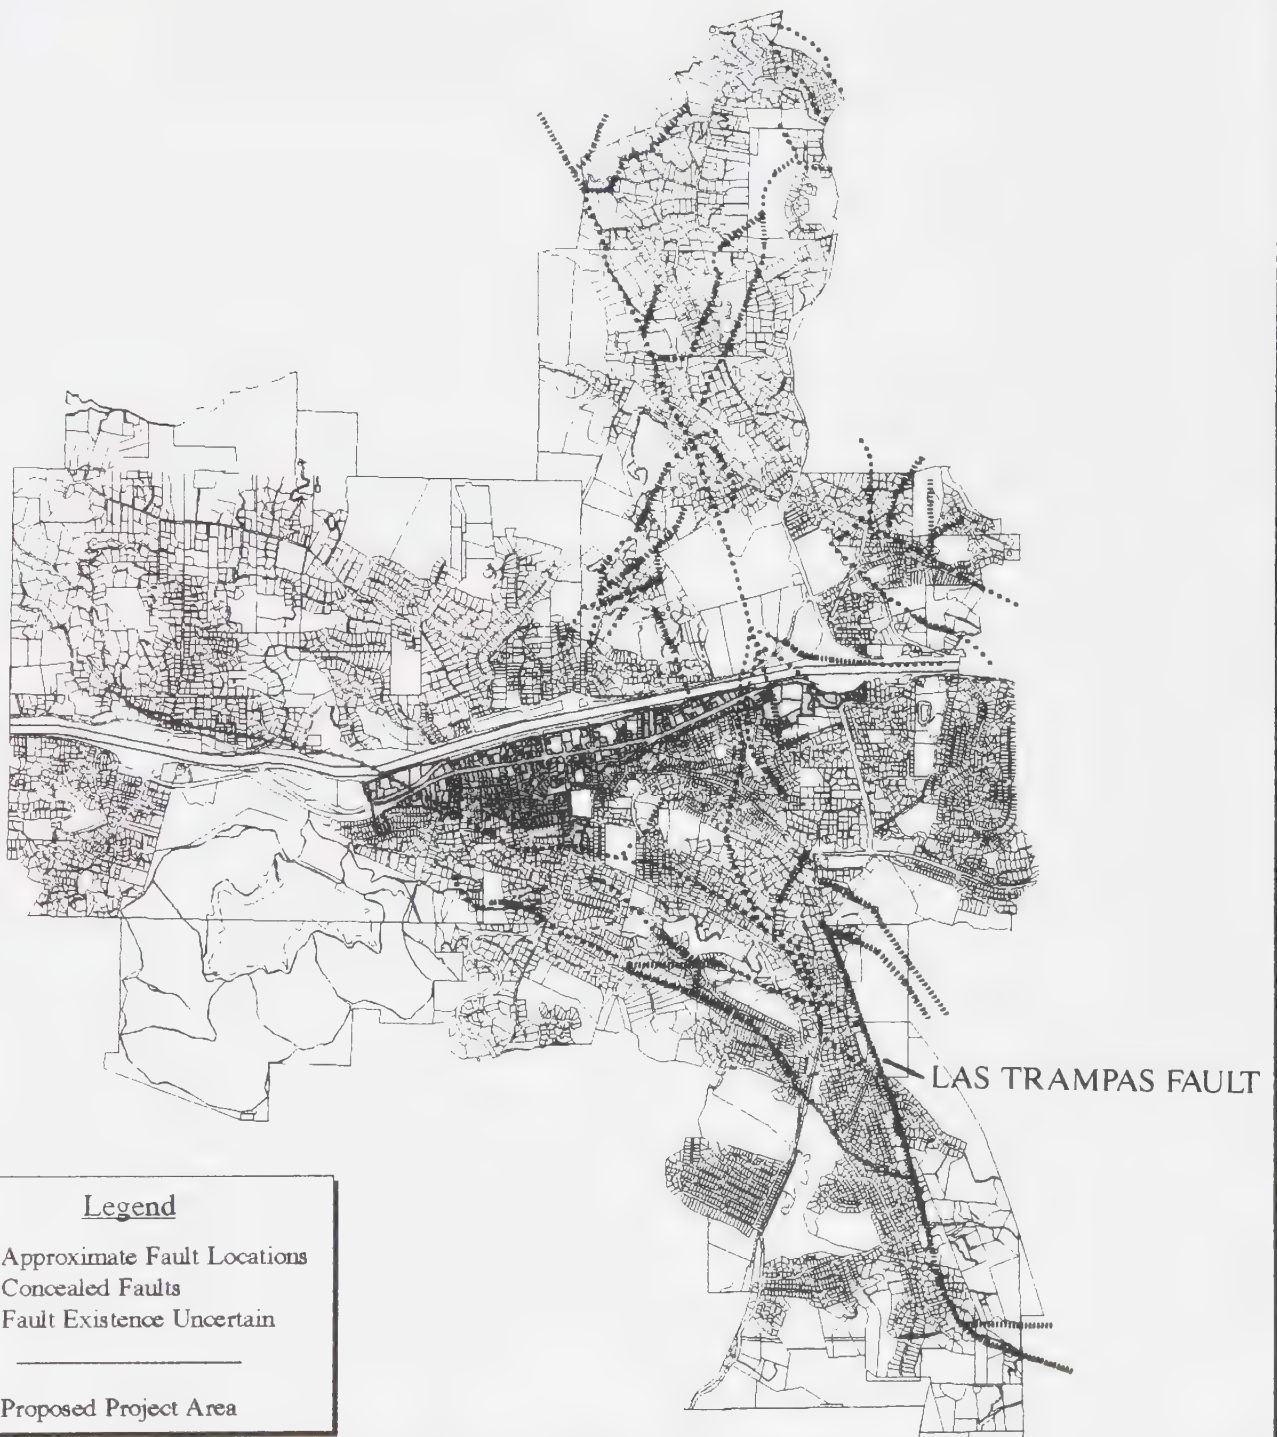 LAS TRAMPAS FAULT
Legend
Approximate Fault Locations
Concealed Faults
Fault Existence Uncertain
Proposed Project Area